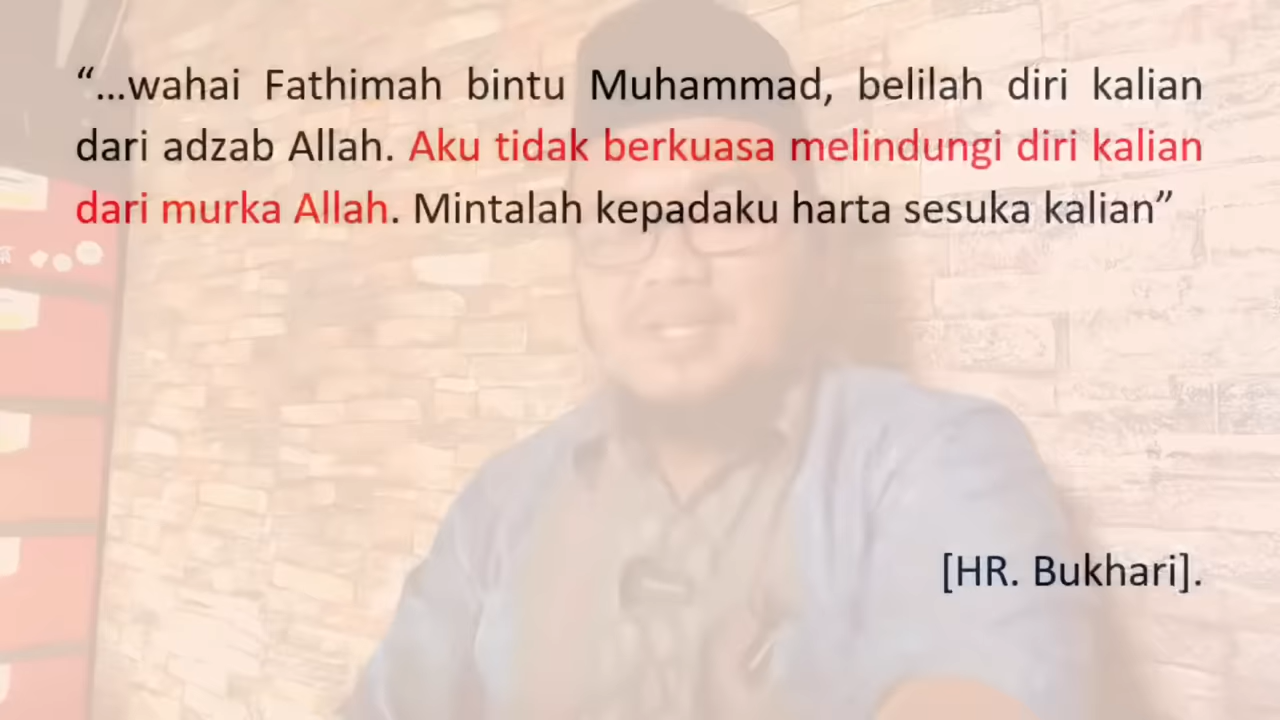 “...wahai Fathimah bintu Muhammad, belilah diri kalian
dari adzab Allah. Aku tidak berkuasa melindungi diri kalian
dari murka Allah. Mintalah kepadaku harta sesuka kalian”
[HR. Bukhari].